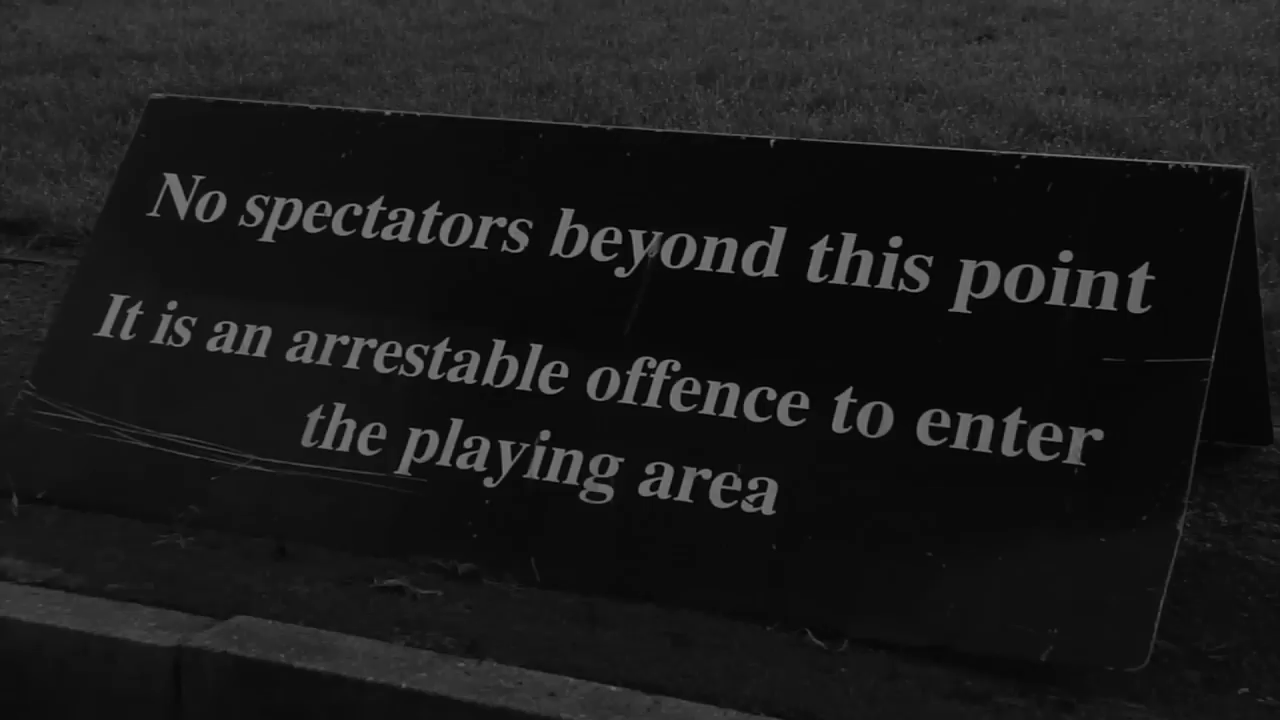 No spectators beyond this point
It is an arrestable offence to enter
the playing area